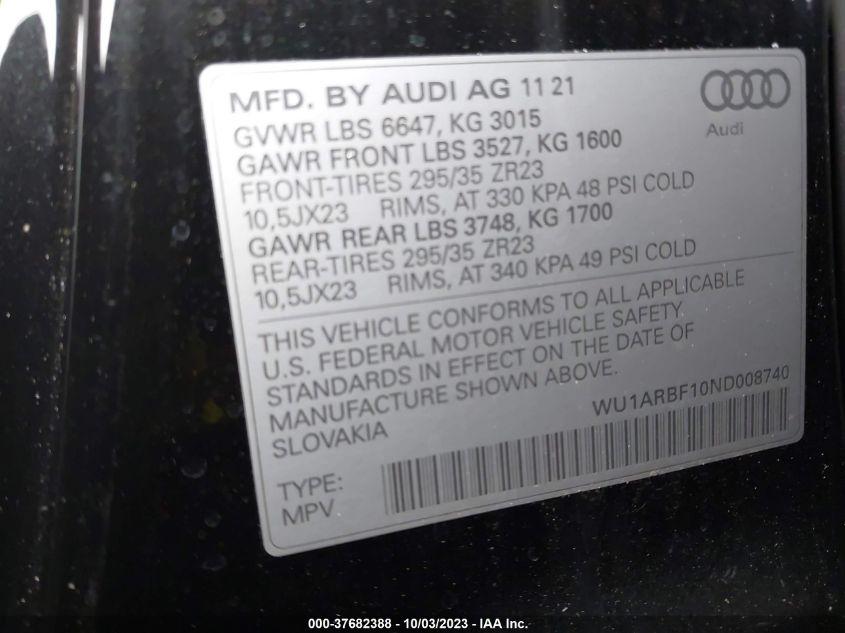 MFD. BY AUDI AG 11 21
Audi
GVWR LBS 6647, KG 3015
GAWR FRONT LBS 3527, KG 1600
FRONT-TIRES 295/35 ZR23
10,5JX23 RIMS, AT 330 KPA 48 PSI COLD
GAWR REAR LBS 3748, KG 1700
REAR-TIRES 295/35 ZR23
10,5JX23 RIMS, AT 340 KPA 49 PSI COLD
THIS VEHICLE CONFORMS TO ALL APPLICABLE
U.S. FEDERAL MOTOR VEHICLE SAFETY
STANDARDS IN EFFECT ON THE DATE OF
MANUFACTURE SHOWN ABOVE.
SLOVAKIA
WU1ARBF10ND008740
TYPE:
MPV
000-37682388 - 10/03/2023 - © IAA Holdings, LLC.